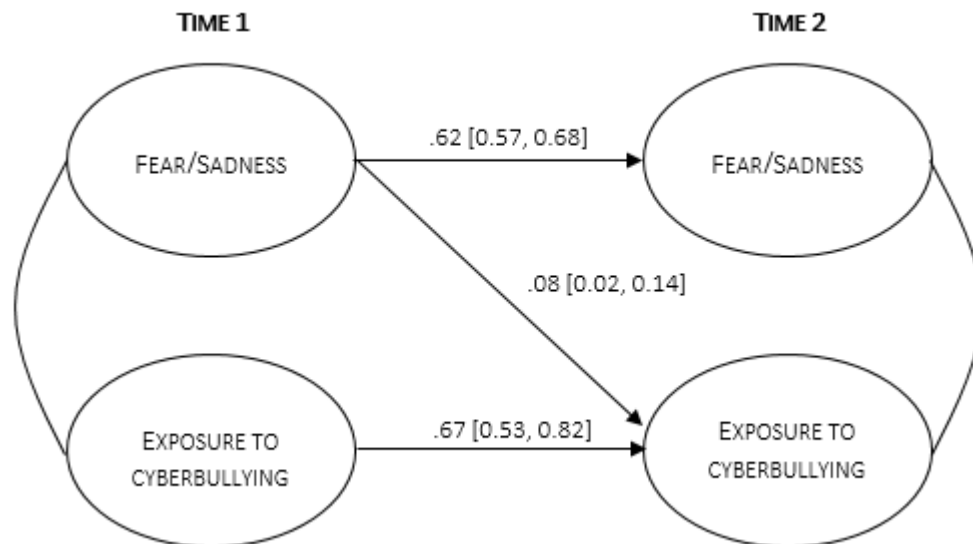 TIME 1
TIME 2
FEAR/SADNESS
.62 [0.57, 0.68]
FEAR/SADNESS
.08 [0.02, 0.14]
EXPOSURE TO
CYBERBULLYING
.67 [0.53, 0.82]
EXPOSURE TO
CYBERBULLYING